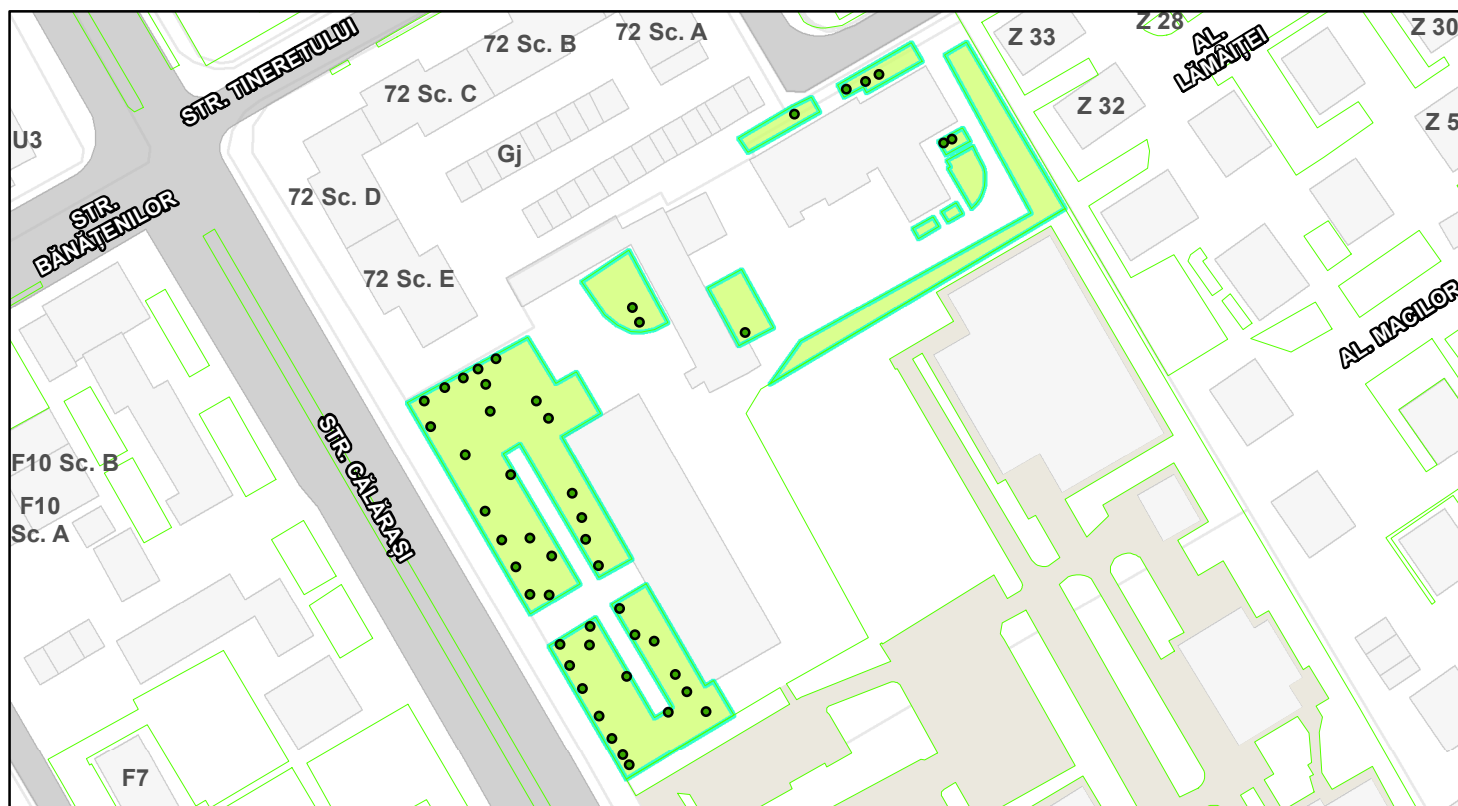 72 Sc. B
72 Sc. A
Z 28
Z 30
STR. TINERETULUI
Z 33
AL.
LĂMÂIȚEI
72 Sc. C
Z 32
U3
Gj
Z 5
72 Sc. D
STR.
BĂNĂȚENILOR
72 Sc. E
AL. MACILOR
STR. CĂLĂRAȘI
F10 Sc. B
F10
Sc. A
F7